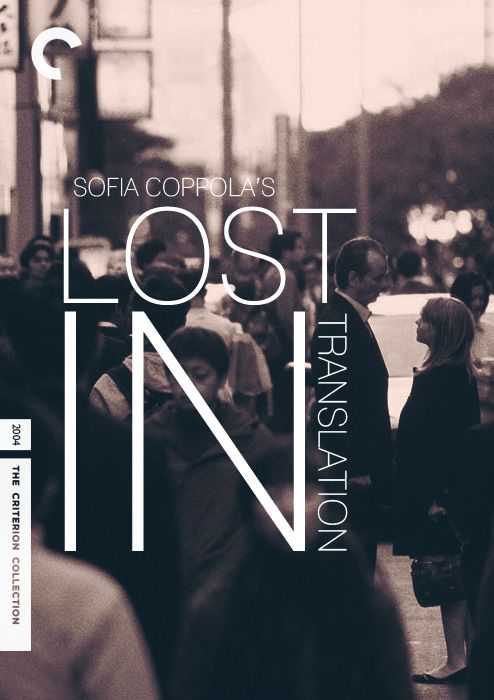 SOFIA COPPOLA'S
LOST
IN
TRANSLATION
2004
THE CRITERION COLLECTION